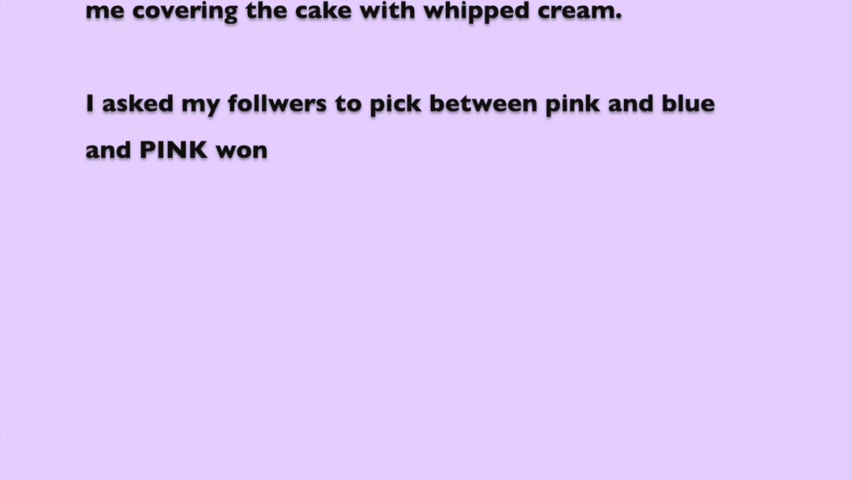 me covering the cake with whipped cream.
I asked my follwers to pick between pink and blue
and PINK won